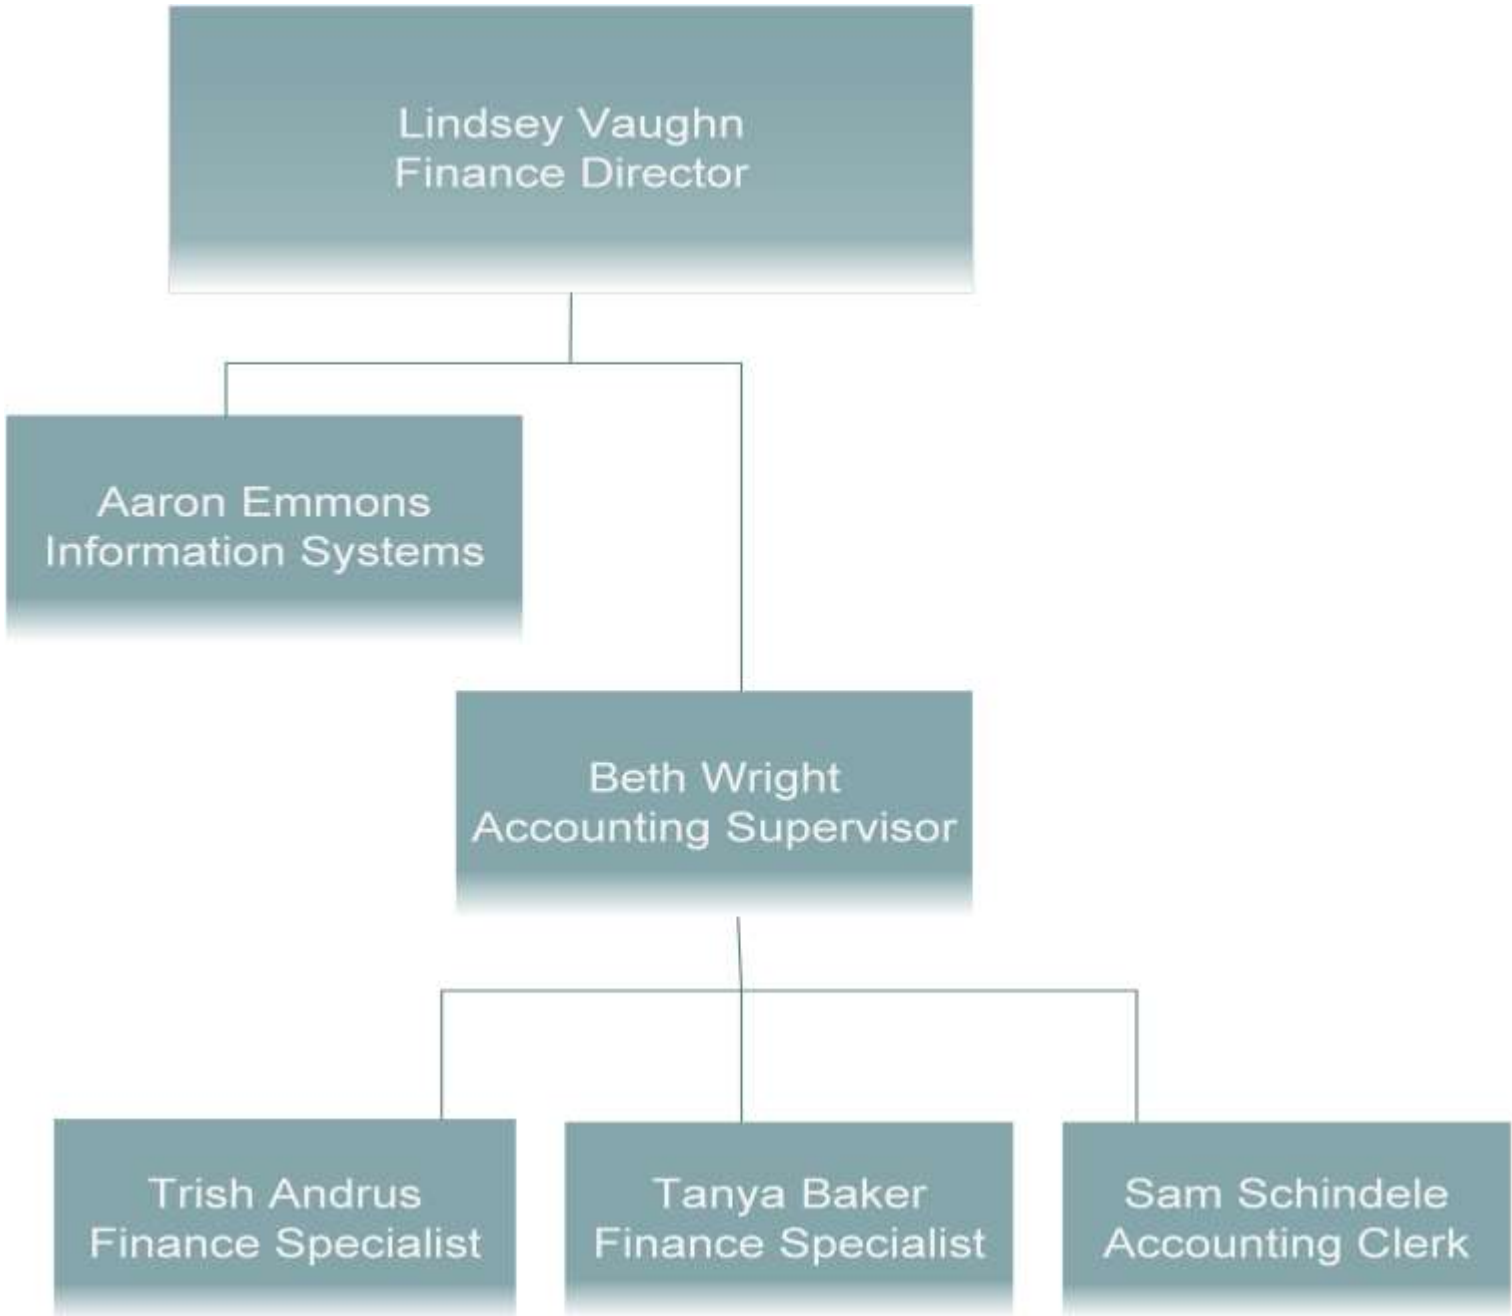 Lindsey Vaughn
Finance Director
Aaron Emmons
Information Systems
Beth Wright
Accounting Supervisor
Trish Andrus
Finance Specialist
Tanya Baker
Finance Specialist
Sam Schindele
Accounting Clerk